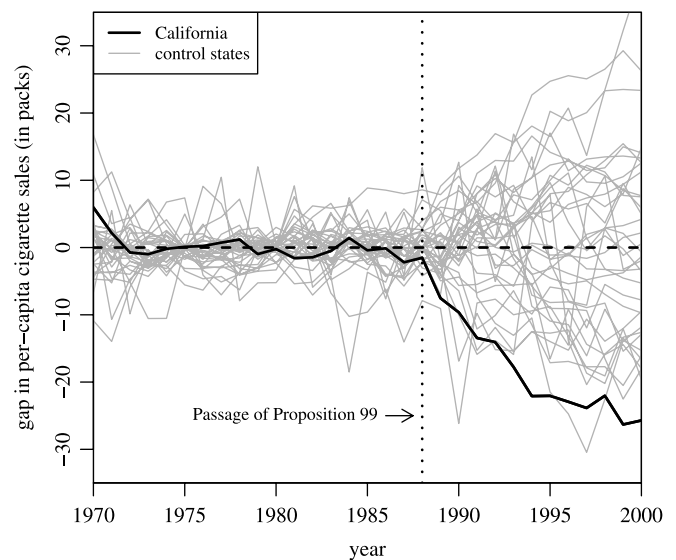 California
control states
gap in per−capita cigarette sales (in packs)
30
20
10
0
−10
−20
−30
Passage of Proposition 99
1970 1975 1980 1985 1990 1995 2000
year